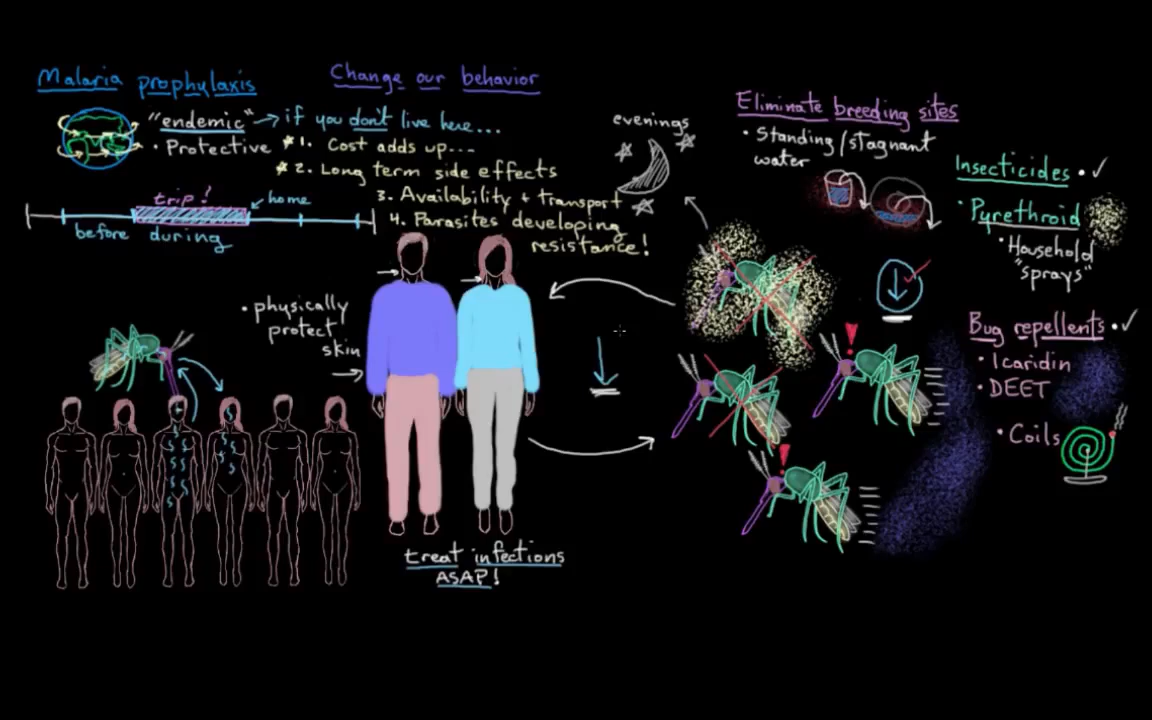 Malaria prophylaxis
"endemic" → if you don't live here...
• Protective
* 1. Cost adds up...
* 2. Long term side effects
3. Availability + transport
4. Parasites developing
resistance!
trip!
home
before during
Change our behavior
• physically
protect
skin
treat infections
ASAP!
evenings
Eliminate breeding sites
• Standing/stagnant
water
Insecticides • ✓
• Pyrethroid
• Household
"sprays"
Bug repellents • ✓
• Icaridin
• DEET
• Coils